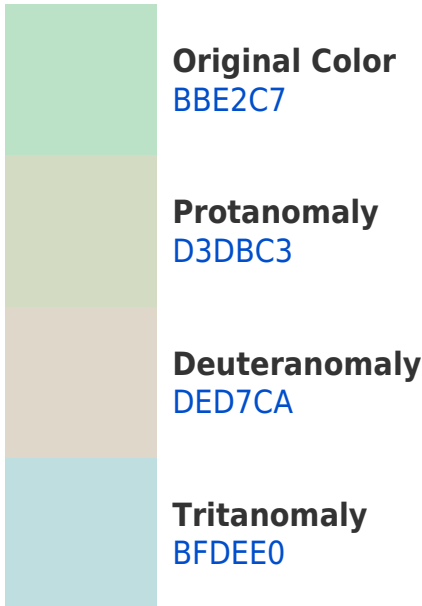 Original Color
BBE2C7
Protanomaly
D3DBC3
Deuteranomaly
DED7CA
Tritanomaly
BFDEE0